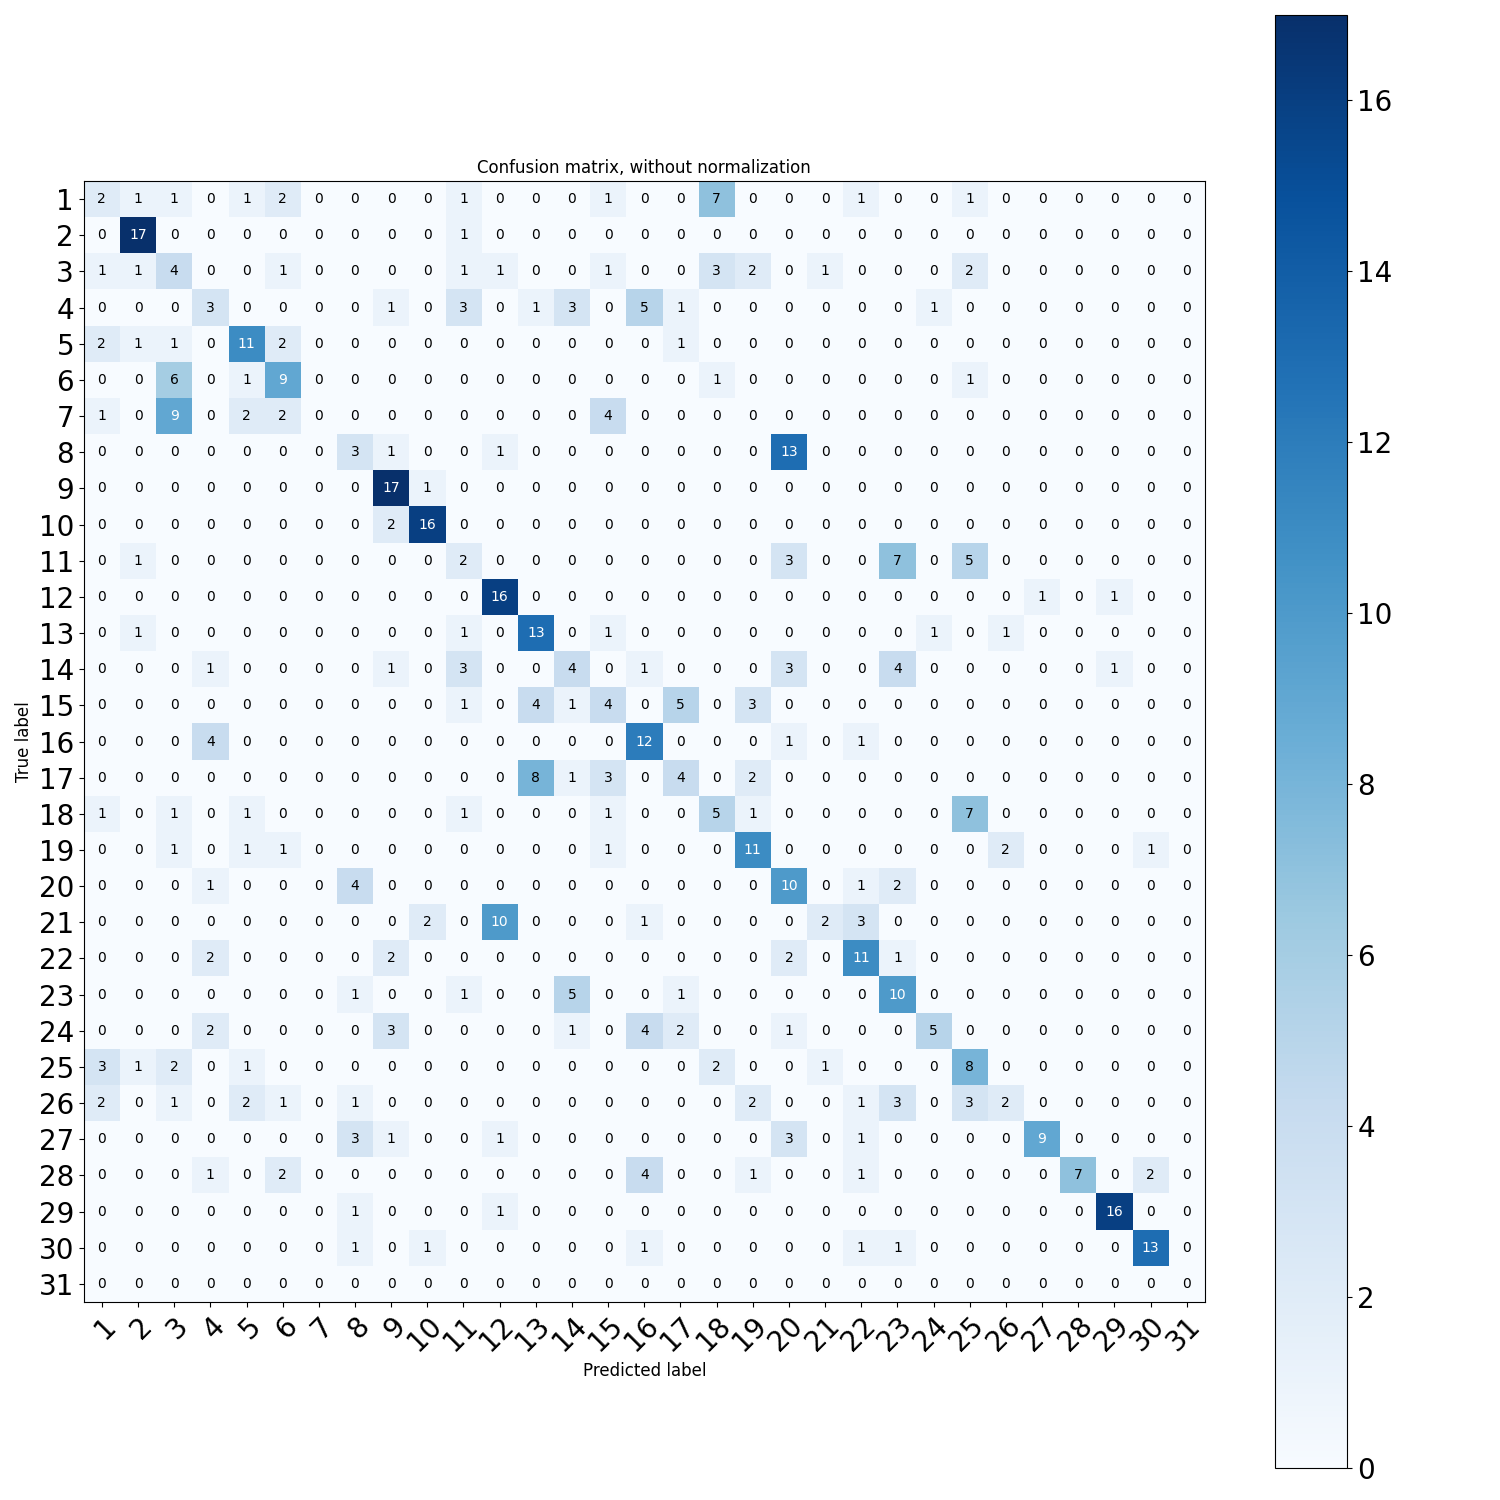 Confusion matrix, without normalization
1 2 1 1 0 1 2 0 0 0 0 1 0 0 0 1 0 0 7 0 0 0 1 0 0 1 0 0 0 0 0 0
2 0 17 0 0 0 0 0 0 0 0 1 0 0 0 0 0 0 0 0 0 0 0 0 0 0 0 0 0 0 0 0
3 1 1 4 0 0 1 0 0 0 0 1 1 0 0 1 0 0 3 2 0 1 0 0 0 2 0 0 0 0 0 0
4 0 0 0 3 0 0 0 0 1 0 3 0 1 3 0 5 1 0 0 0 0 0 0 1 0 0 0 0 0 0 0
5 2 1 1 0 11 2 0 0 0 0 0 0 0 0 0 0 1 0 0 0 0 0 0 0 0 0 0 0 0 0 0
6 0 0 6 0 1 9 0 0 0 0 0 0 0 0 0 0 0 1 0 0 0 0 0 0 1 0 0 0 0 0 0
7 1 0 9 0 2 2 0 0 0 0 0 0 0 0 4 0 0 0 0 0 0 0 0 0 0 0 0 0 0 0 0
8 0 0 0 0 0 0 0 3 1 0 0 1 0 0 0 0 0 0 0 13 0 0 0 0 0 0 0 0 0 0 0
9 0 0 0 0 0 0 0 0 17 1 0 0 0 0 0 0 0 0 0 0 0 0 0 0 0 0 0 0 0 0 0
10 0 0 0 0 0 0 0 0 2 16 0 0 0 0 0 0 0 0 0 0 0 0 0 0 0 0 0 0 0 0 0
11 0 1 0 0 0 0 0 0 0 0 2 0 0 0 0 0 0 0 0 3 0 0 7 0 5 0 0 0 0 0 0
12 0 0 0 0 0 0 0 0 0 0 0 16 0 0 0 0 0 0 0 0 0 0 0 0 0 0 1 0 1 0 0
13 0 1 0 0 0 0 0 0 0 0 1 0 13 0 1 0 0 0 0 0 0 0 0 1 0 1 0 0 0 0 0
14 0 0 0 1 0 0 0 0 1 0 3 0 0 4 0 1 0 0 0 3 0 0 4 0 0 0 0 0 1 0 0
15 0 0 0 0 0 0 0 0 0 0 1 0 4 1 4 0 5 0 3 0 0 0 0 0 0 0 0 0 0 0 0
16 0 0 0 4 0 0 0 0 0 0 0 0 0 0 0 12 0 0 0 1 0 1 0 0 0 0 0 0 0 0 0
17 0 0 0 0 0 0 0 0 0 0 0 0 8 1 3 0 4 0 2 0 0 0 0 0 0 0 0 0 0 0 0
18 1 0 1 0 1 0 0 0 0 0 1 0 0 0 1 0 0 5 1 0 0 0 0 0 7 0 0 0 0 0 0
19 0 0 1 0 1 1 0 0 0 0 0 0 0 0 1 0 0 0 11 0 0 0 0 0 0 2 0 0 0 1 0
20 0 0 0 1 0 0 0 4 0 0 0 0 0 0 0 0 0 0 0 10 0 1 2 0 0 0 0 0 0 0 0
21 0 0 0 0 0 0 0 0 0 2 0 10 0 0 0 1 0 0 0 0 2 3 0 0 0 0 0 0 0 0 0
22 0 0 0 2 0 0 0 0 2 0 0 0 0 0 0 0 0 0 0 2 0 11 1 0 0 0 0 0 0 0 0
23 0 0 0 0 0 0 0 1 0 0 1 0 0 5 0 0 1 0 0 0 0 0 10 0 0 0 0 0 0 0 0
24 0 0 0 2 0 0 0 0 3 0 0 0 0 1 0 4 2 0 0 1 0 0 0 5 0 0 0 0 0 0 0
25 3 1 2 0 1 0 0 0 0 0 0 0 0 0 0 0 0 2 0 0 1 0 0 0 8 0 0 0 0 0 0
26 2 0 1 0 2 1 0 1 0 0 0 0 0 0 0 0 0 0 2 0 0 1 3 0 3 2 0 0 0 0 0
27 0 0 0 0 0 0 0 3 1 0 0 1 0 0 0 0 0 0 0 3 0 1 0 0 0 0 9 0 0 0 0
28 0 0 0 1 0 2 0 0 0 0 0 0 0 0 0 4 0 0 1 0 0 1 0 0 0 0 0 7 0 2 0
29 0 0 0 0 0 0 0 1 0 0 0 1 0 0 0 0 0 0 0 0 0 0 0 0 0 0 0 0 16 0 0
30 0 0 0 0 0 0 0 1 0 1 0 0 0 0 0 1 0 0 0 0 0 1 1 0 0 0 0 0 0 13 0
31 0 0 0 0 0 0 0 0 0 0 0 0 0 0 0 0 0 0 0 0 0 0 0 0 0 0 0 0 0 0 0
1 2 3 4 5 6 7 8 9 10 11 12 13 14 15 16 17 18 19 20 21 22 23 24 25 26 27 28 29 30 31
Predicted label
True label
16
14
12
10
8
6
4
2
0